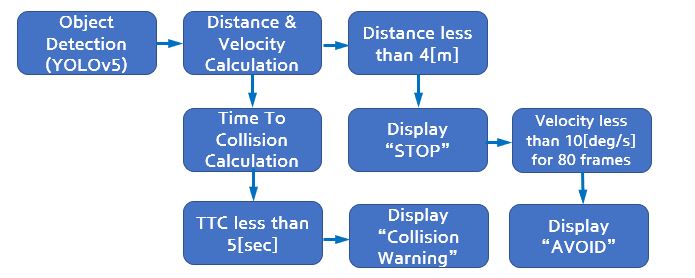 Object
Detection
(YOLOv5)
Distance &
Velocity
Calculation
Distance less
than 4[m]
Time To
Collision
Calculation
Display
“STOP”
Velocity less
than 10[deg/s]
for 80 frames
TTC less than
5[sec]
Display
“Collision
Warning”
Display
“AVOID”